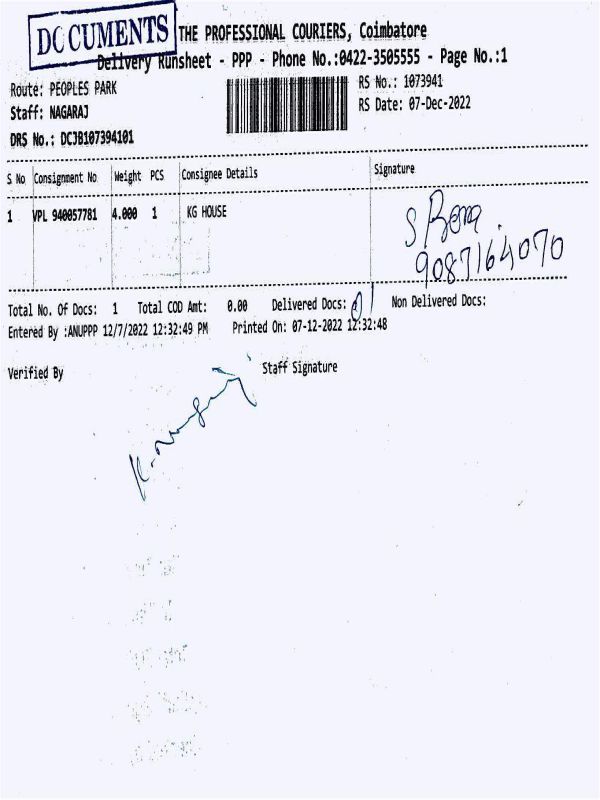 DOCUMENTS
THE PROFESSIONAL COURIERS, Coimbatore
Delivery Runsheet - PPP - Phone No.:0422-3505555 - Page No.:1
Route: PEOPLES PARK
RS No.: 1073941
Staff: NAGARAJ
RS Date: 07-Dec-2022
DRS No.: DCJB107394101
S No Consignment No Weight PCS Consignee Details Signature
1 VPL 940057781 4.000 1 KG HOUSE
9087164070
Total No. Of Docs: 1 Total COD Amt: 0.00 Delivered Docs: 1 Non Delivered Docs:
Entered By :ANUPPP 12/7/2022 12:32:49 PM Printed On: 07-12-2022 12:32:48
Verified By Staff Signature